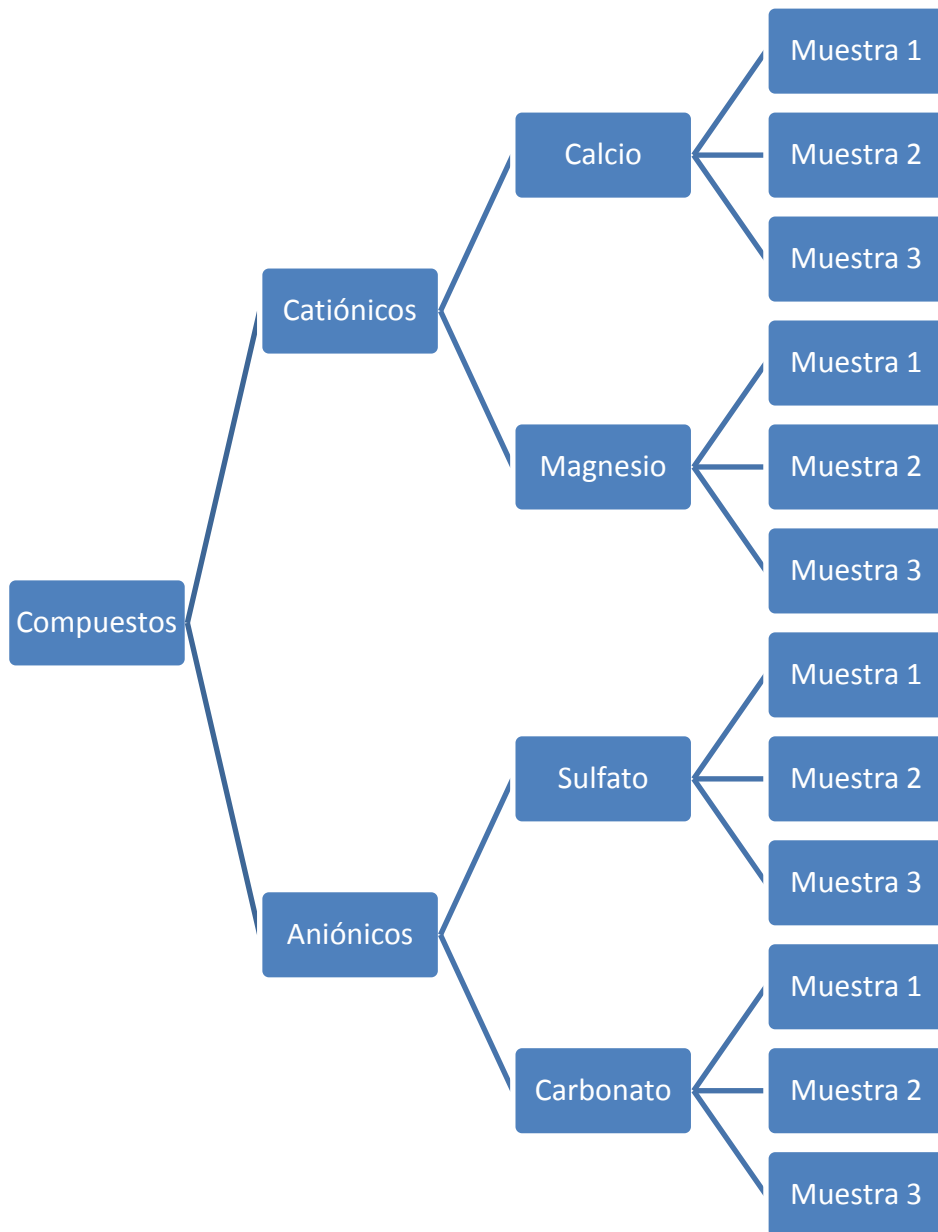 Compuestos
Catiónicos
Calcio
Muestra 1
Muestra 2
Muestra 3
Magnesio
Muestra 1
Muestra 2
Muestra 3
Aniónicos
Sulfato
Muestra 1
Muestra 2
Muestra 3
Carbonato
Muestra 1
Muestra 2
Muestra 3